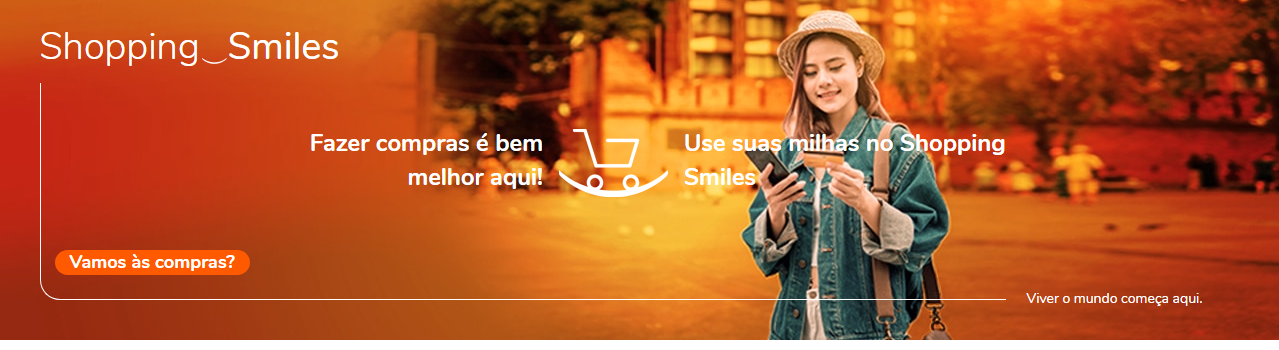 Shopping Smiles
Fazer compras é bem
melhor aqui!
Use suas milhas no Shopping
Smiles
Vamos às compras?
Viver o mundo começa aqui.